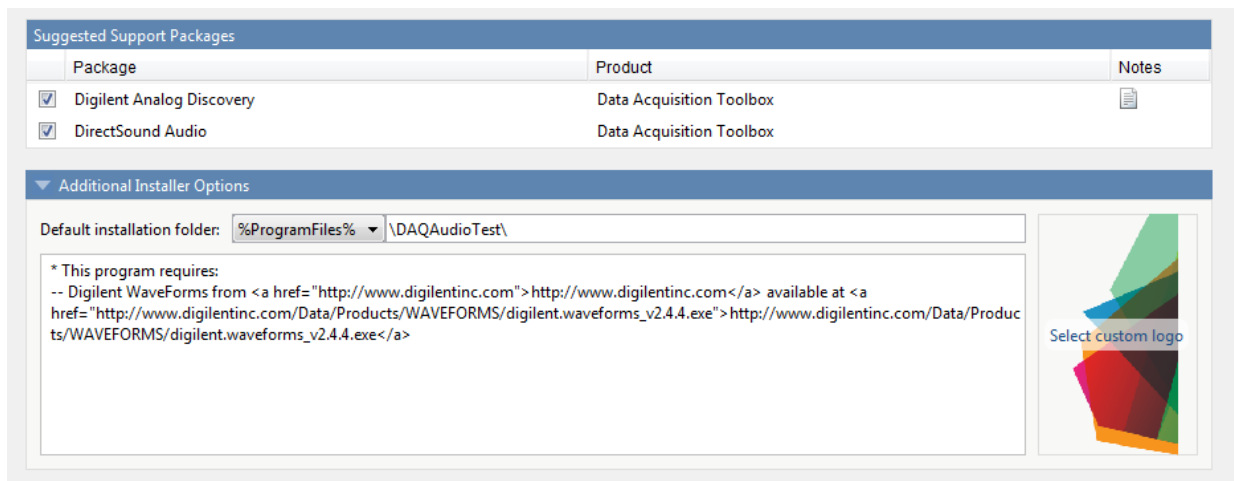 Suggested Support Packages
Package Product Notes
Digilent Analog Discovery Data Acquisition Toolbox
DirectSound Audio Data Acquisition Toolbox
Additional Installer Options
Default installation folder: %ProgramFiles% \DAQAudioTest\
* This program requires:
-- Digilent WaveForms from <a href="http://www.digilentinc.com">http://www.digilentinc.com</a> available at <a
href="http://www.digilentinc.com/Data/Products/WAVEFORMS/digilent.waveforms_v2.4.4.exe">http://www.digilentinc.com/Data/Produc
ts/WAVEFORMS/digilent.waveforms_v2.4.4.exe</a>
Select custom logo